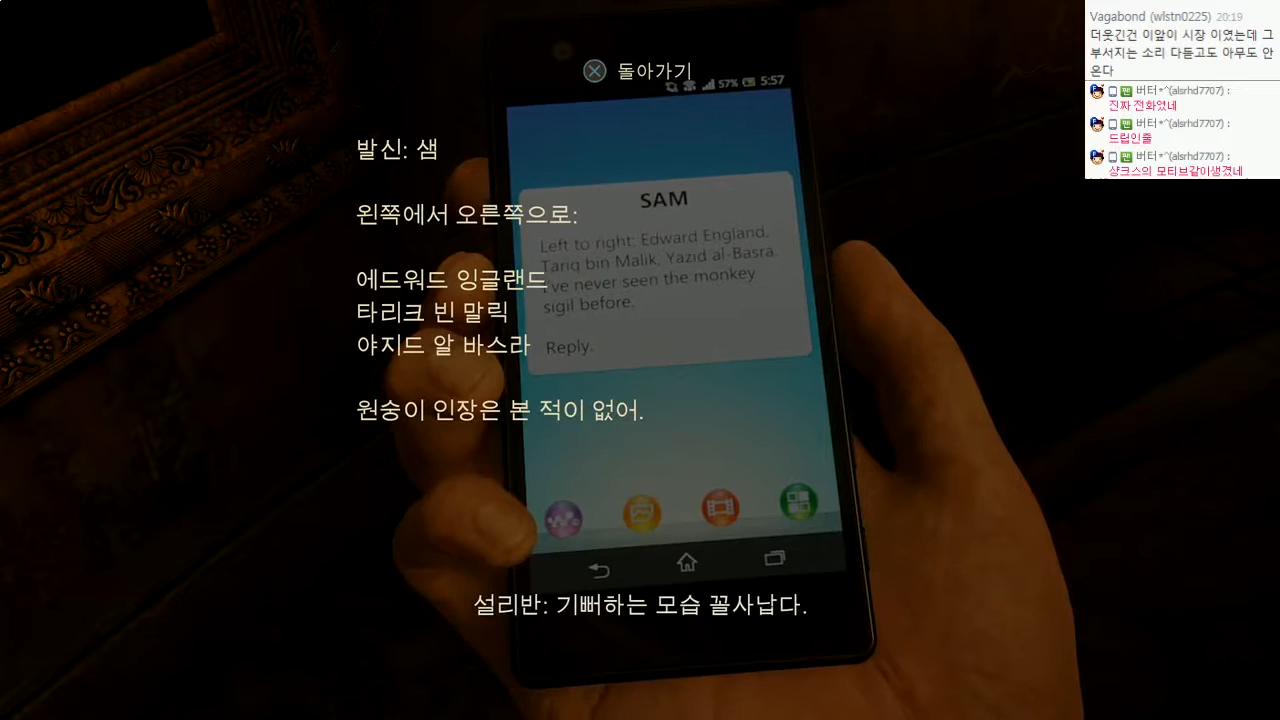 돌아가기
57% 5:57
발신: 샘
왼쪽에서 오른쪽으로:
에드워드 잉글랜드
타리크 빈 말릭
야지드 알 바스라
원숭이 인장은 본 적이 없어.
SAM
Left to right: Edward England,
Tariq bin Malik, Yazid al-Basra.
I've never seen the monkey
sigil before.
Reply.
설리반: 기뻐하는 모습 꼴사납다.
Vagabond (wlstn0225) 20:19
더웃긴건 이앞이 시장 이였는데 그
부서지는 소리 다듣고도 아무도 안
온다
팬 버터*^(alsrhd7707) :
진짜 전화였네
팬 버터*^(alsrhd7707) :
드럽인줄
팬 버터*^(alsrhd7707) :
샹크스의 모티브같이생겼네